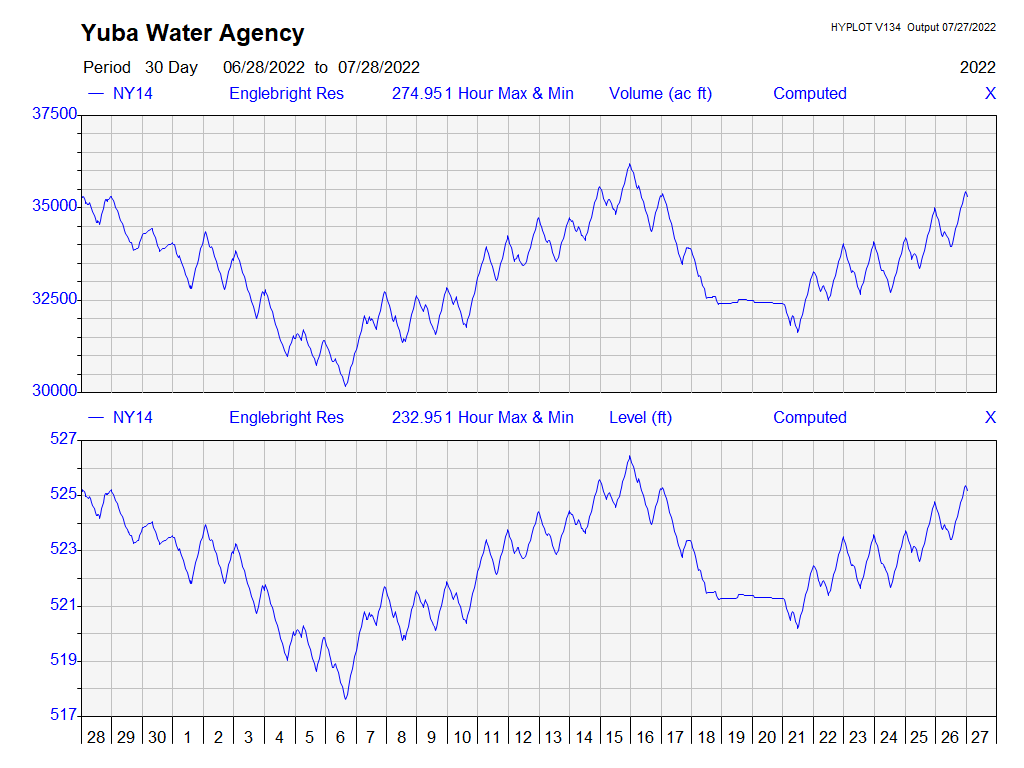 Yuba Water Agency
HYPLOT V134 Output 07/27/2022
Period 30 Day 06/28/2022 to 07/28/2022 2022
NY14 Englebright Res 274.951 Hour Max & Min Volume (ac ft) Computed X
37500
35000
32500
30000
NY14 Englebright Res 232.951 Hour Max & Min Level (ft) Computed X
527
525
523
521
519
517
28 29 30 1 2 3 4 5 6 7 8 9 10 11 12 13 14 15 16 17 18 19 20 21 22 23 24 25 26 27